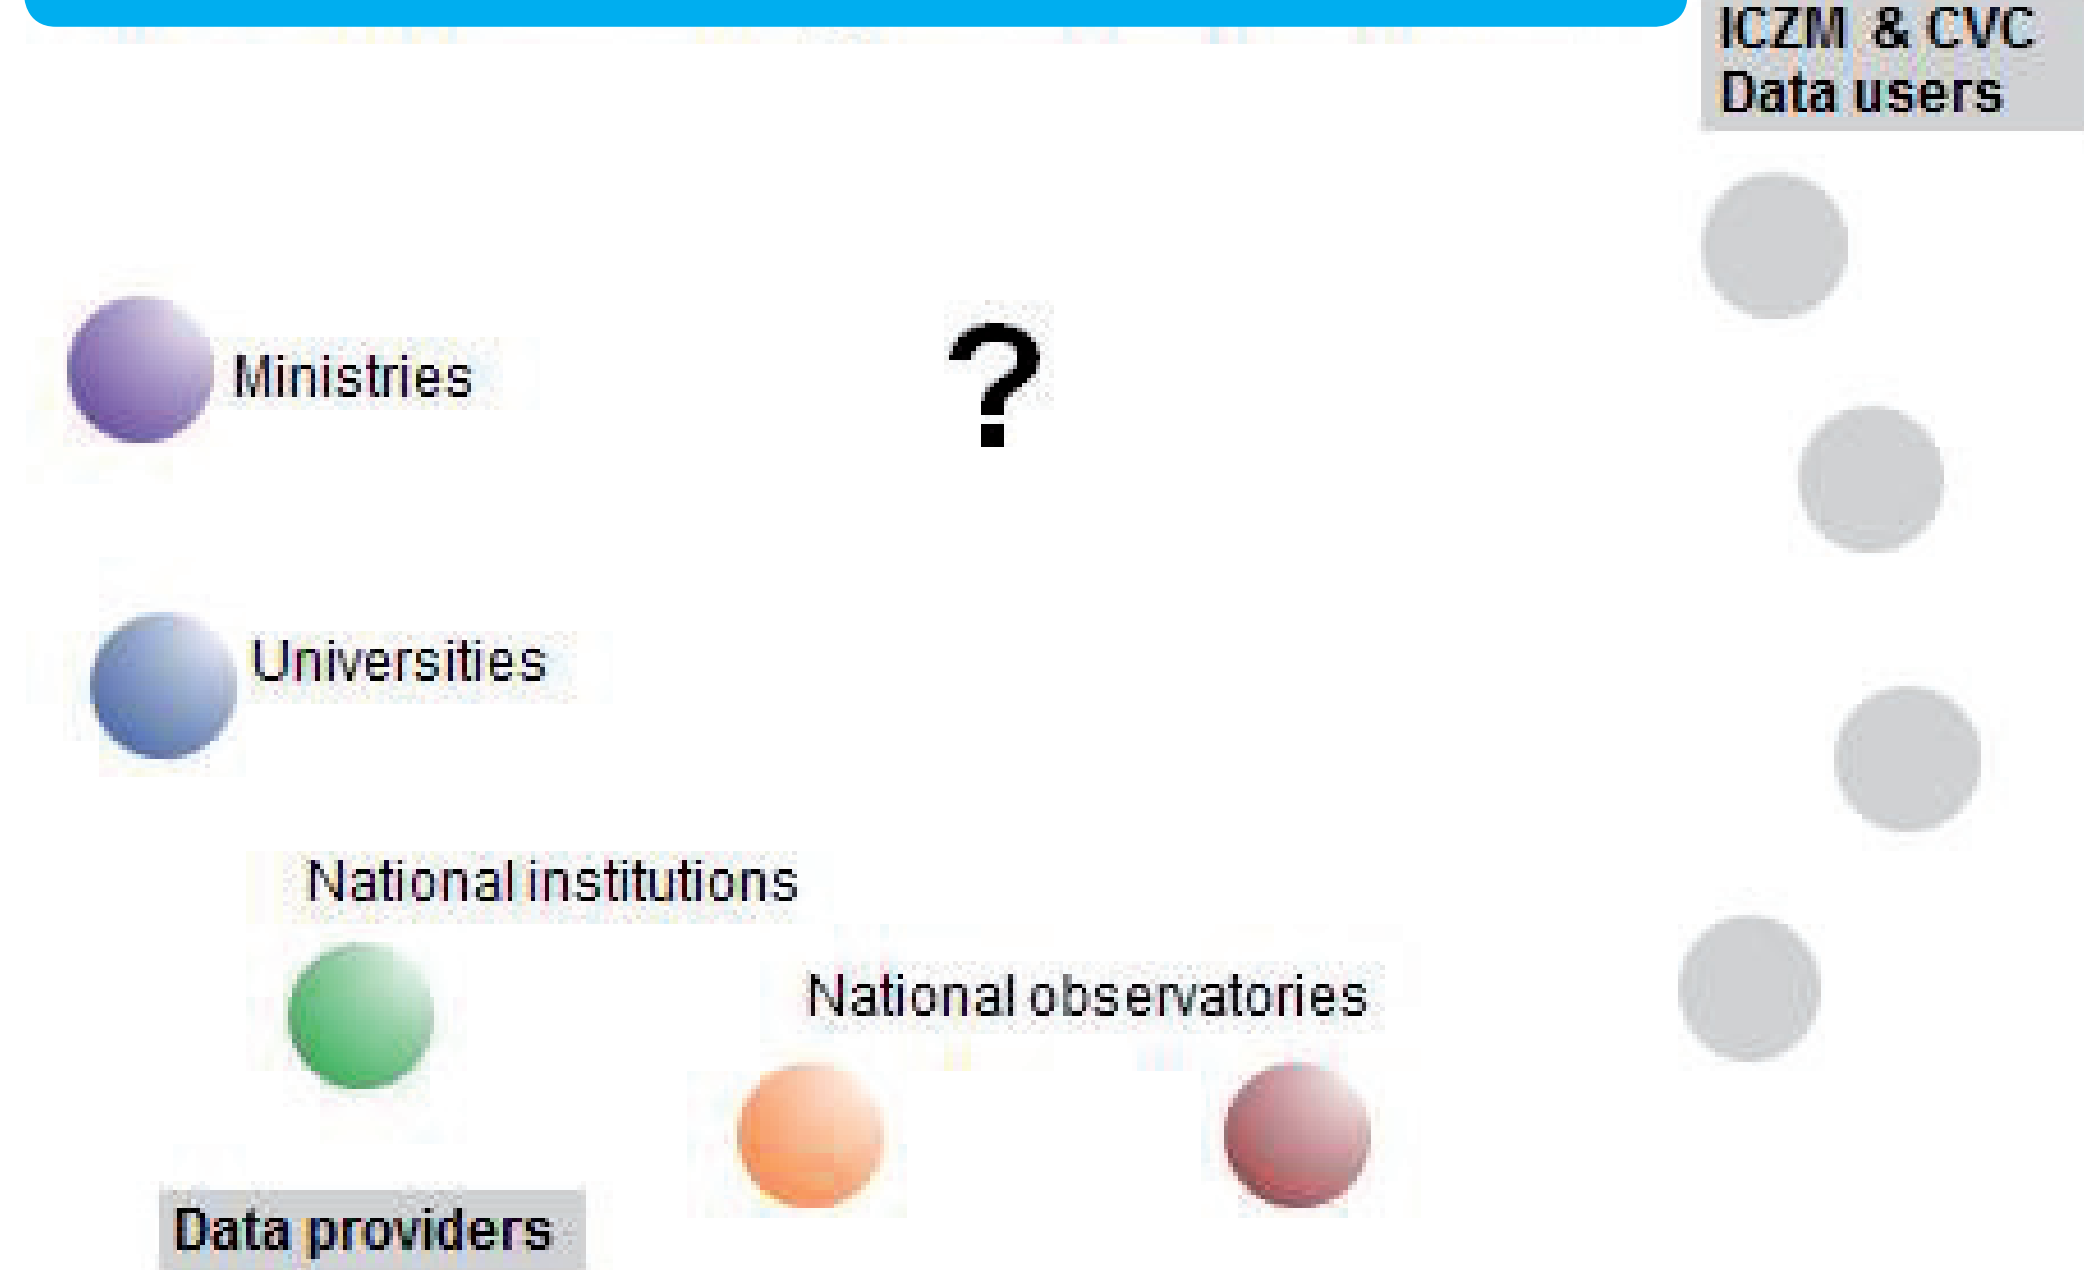 ICZM & CVC
Data users
?
Ministries
Universities
National institutions
National observatories
Data providers